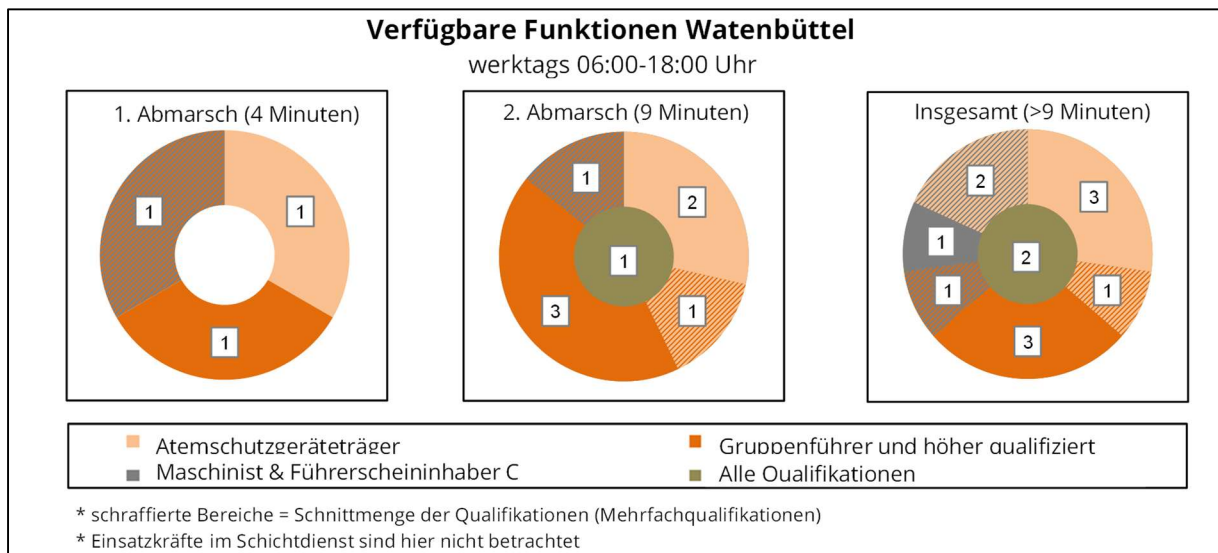 Verfügbare Funktionen Watenbüttel
werktags 06:00-18:00 Uhr
1. Abmarsch (4 Minuten)
1
1
1
2. Abmarsch (9 Minuten)
1
2
1
3
1
Insgesamt (>9 Minuten)
2
3
1
2
1
1
3
Atemschutzgeräteträger
Gruppenführer und höher qualifiziert
Maschinist & Führerscheininhaber C
Alle Qualifikationen
* schraffierte Bereiche = Schnittmenge der Qualifikationen (Mehrfachqualifikationen)
* Einsatzkräfte im Schichtdienst sind hier nicht betrachtet